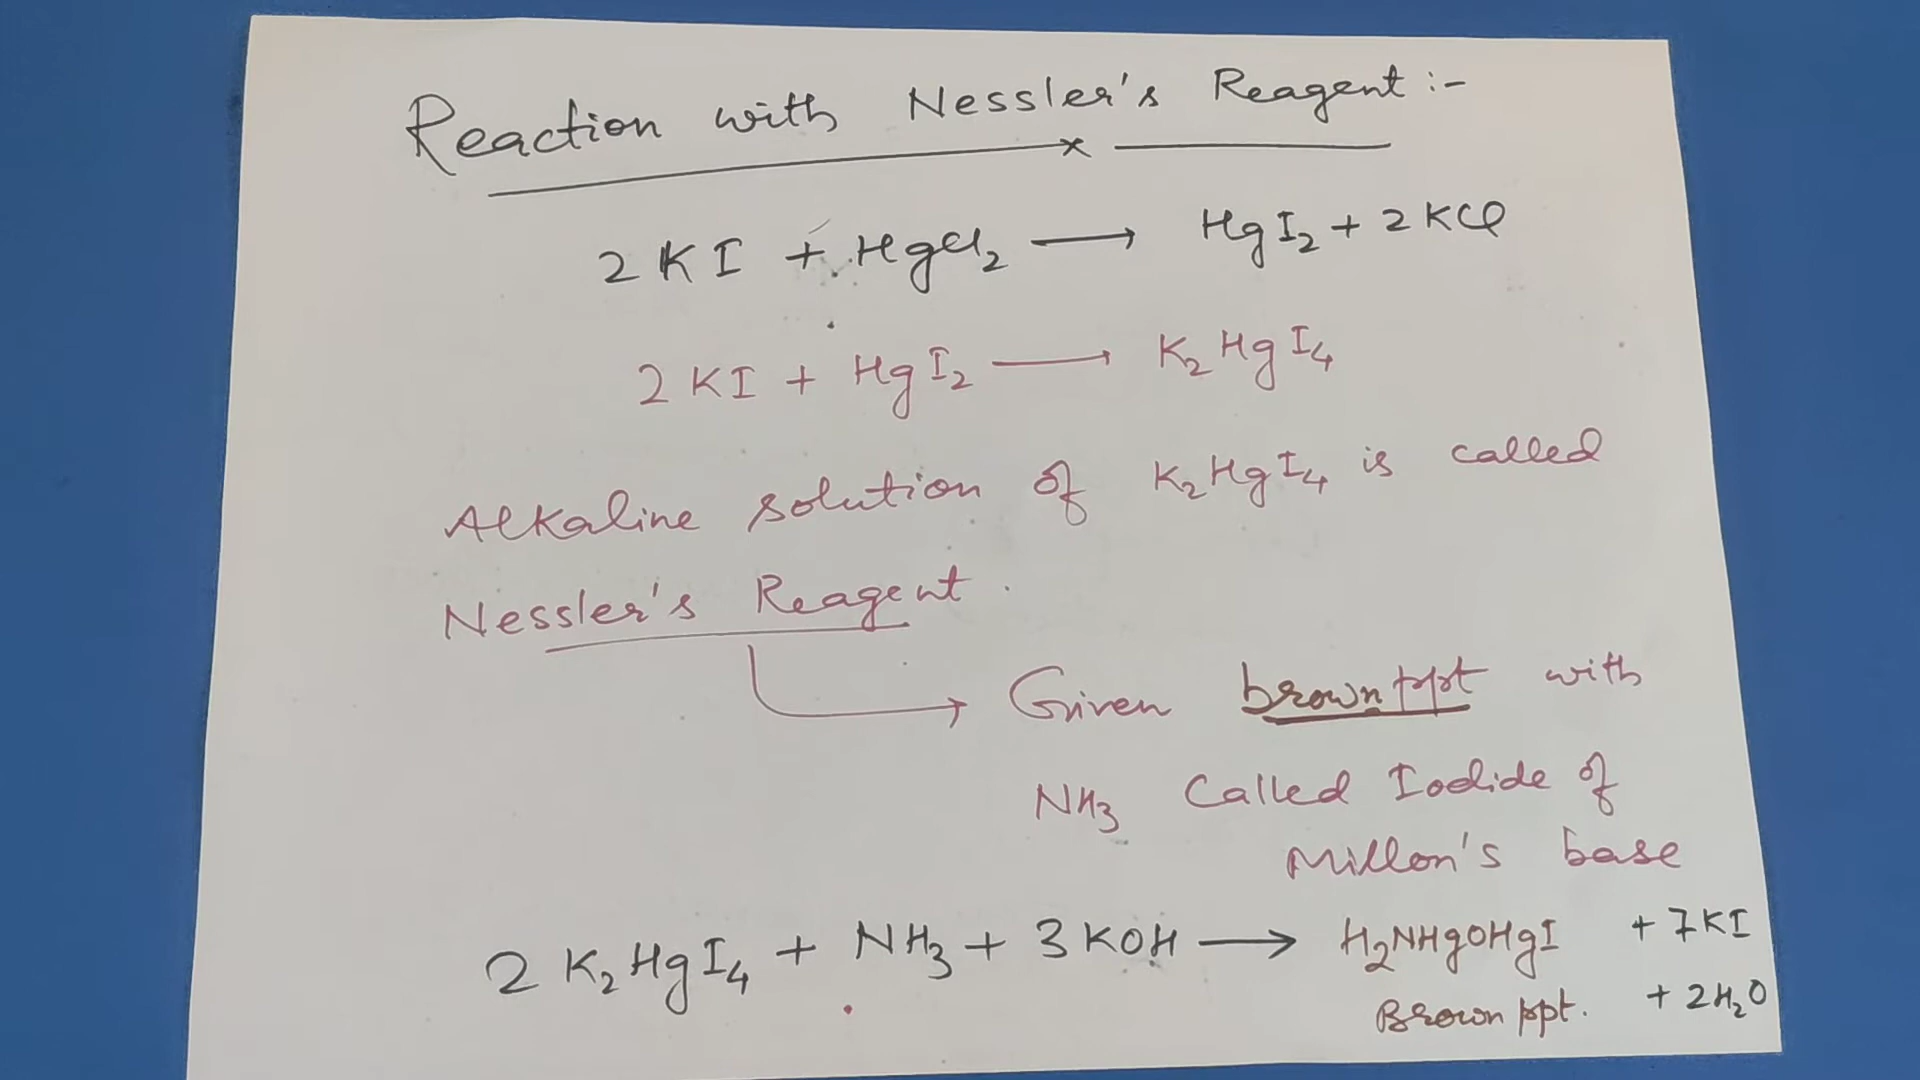 Reaction with Nessler's Reagent :-
2KI + HgCl₂ ⟶ HgI₂ + 2KCl
2KI + HgI₂ ⟶ K₂HgI₄
Alkaline solution of K₂HgI₄ is called
Nessler's Reagent.
Given brown ppt with
NH₃ Called Iodide of
Millon's base
2K₂HgI₄ + NH₃ + 3KOH ⟶ H₂NHgOHgI + 7KI
Brown ppt. + 2H₂O